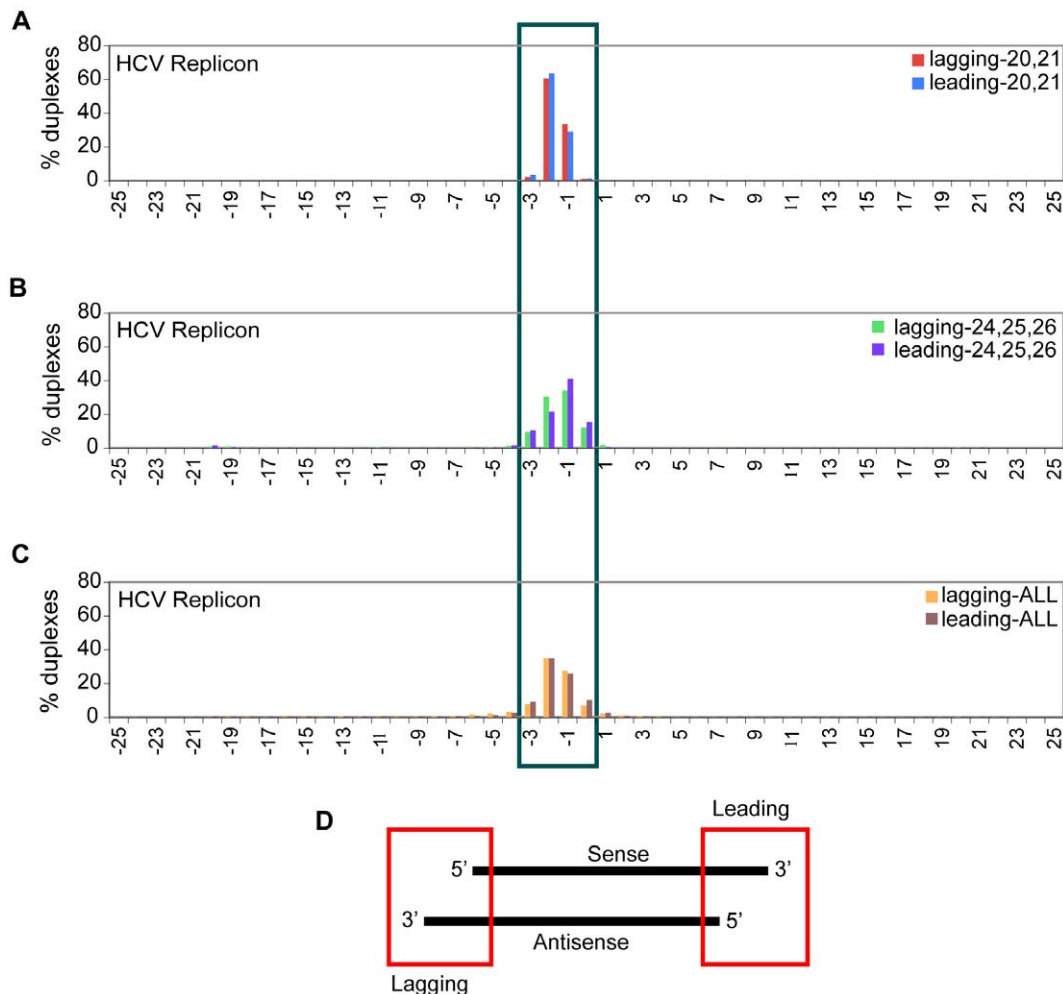 A
80
60
40
20
0
% duplexes
HCV Replicon
lagging-20,21
leading-20,21
-25 -23 -21 -19 -17 -15 -13 -11 -9 -7 -5 -3 -1 1 3 5 7 9 11 13 15 17 19 21 23 25
B
80
60
40
20
0
% duplexes
HCV Replicon
lagging-24,25,26
leading-24,25,26
-25 -23 -21 -19 -17 -15 -13 -11 -9 -7 -5 -3 -1 1 3 5 7 9 11 13 15 17 19 21 23 25
C
80
60
40
20
0
% duplexes
HCV Replicon
lagging-ALL
leading-ALL
-25 -23 -21 -19 -17 -15 -13 -11 -9 -7 -5 -3 -1 1 3 5 7 9 11 13 15 17 19 21 23 25
D
Leading
5’ Sense 3’
3’ Antisense 5’
Lagging